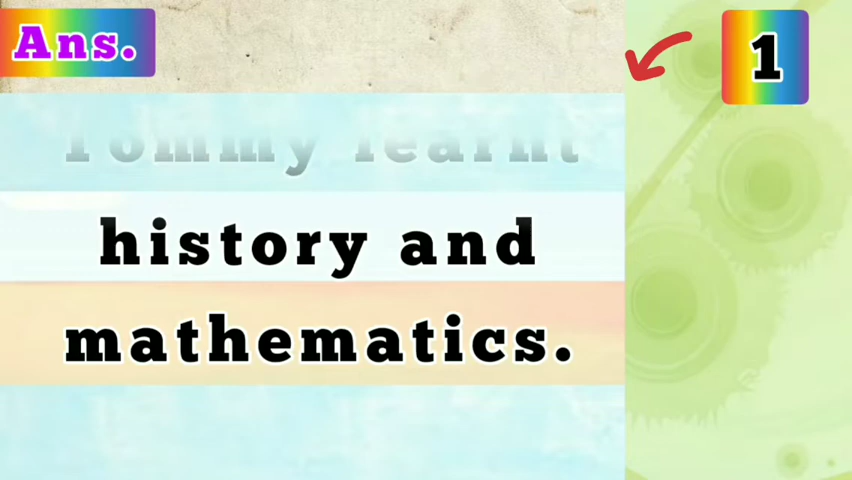 Ans.
1
Tommy learnt
history and
mathematics.